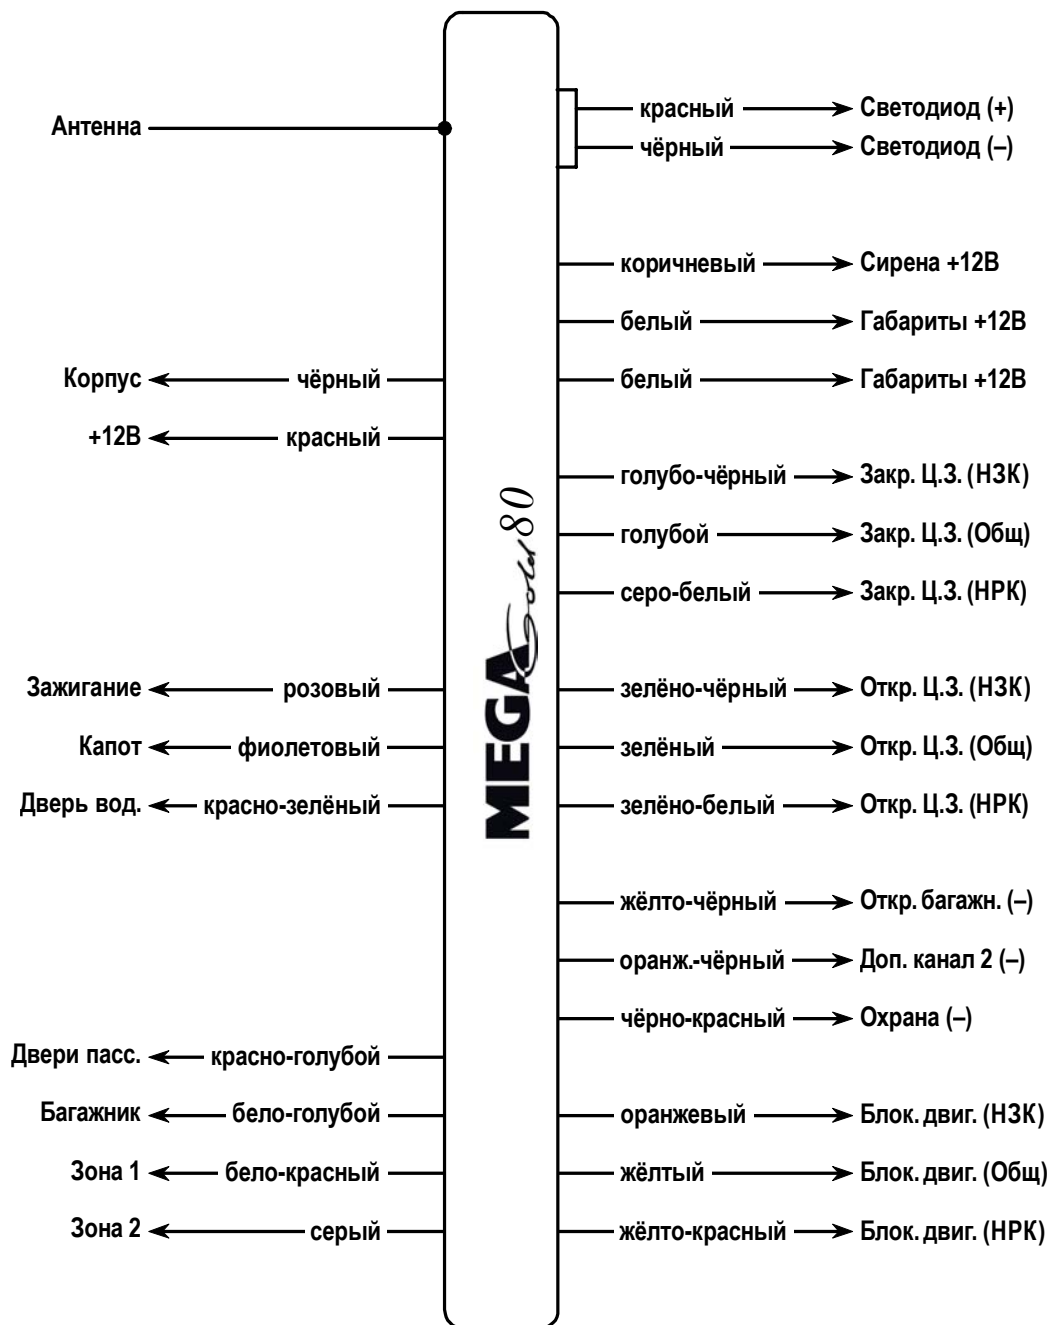 Антенна
красный Светодиод (+)
чёрный Светодиод (–)
коричневый Сирена +12В
белый Габариты +12В
Корпус чёрный
белый Габариты +12В
+12В красный
голубо-чёрный Закр. Ц.З. (НЗК)
голубой Закр. Ц.З. (Общ)
серо-белый Закр. Ц.З. (НРК)
MEGA Gold 80
Зажигание розовый
зелёно-чёрный Откр. Ц.З. (НЗК)
Капот фиолетовый
зелёный Откр. Ц.З. (Общ)
Дверь вод. красно-зелёный
зелёно-белый Откр. Ц.З. (НРК)
жёлто-чёрный Откр. багажн. (–)
оранж.-чёрный Доп. канал 2 (–)
чёрно-красный Охрана (–)
Двери пасс. красно-голубой
Багажник бело-голубой
оранжевый Блок. двиг. (НЗК)
Зона 1 бело-красный
жёлтый Блок. двиг. (Общ)
Зона 2 серый
жёлто-красный Блок. двиг. (НРК)